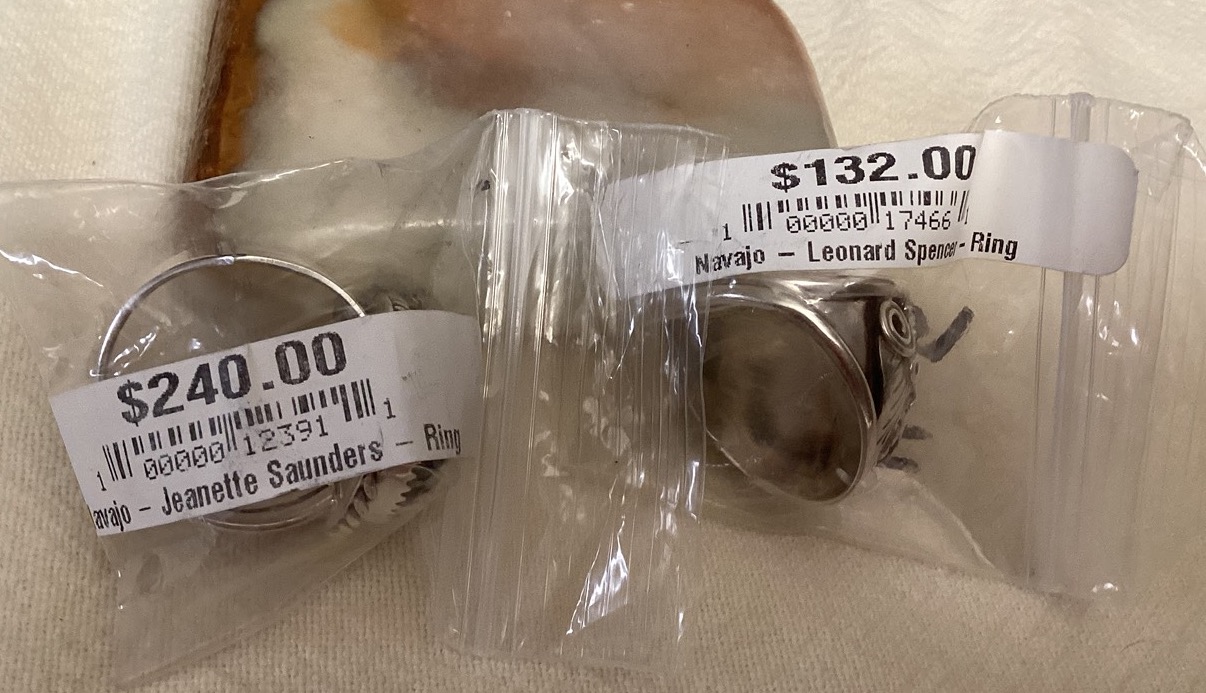 $240.00
1 00000 12391 1
avajo - Jeanette Saunders - Ring
$132.00
1 00000 17466
Navajo - Leonard Spencer - Ring